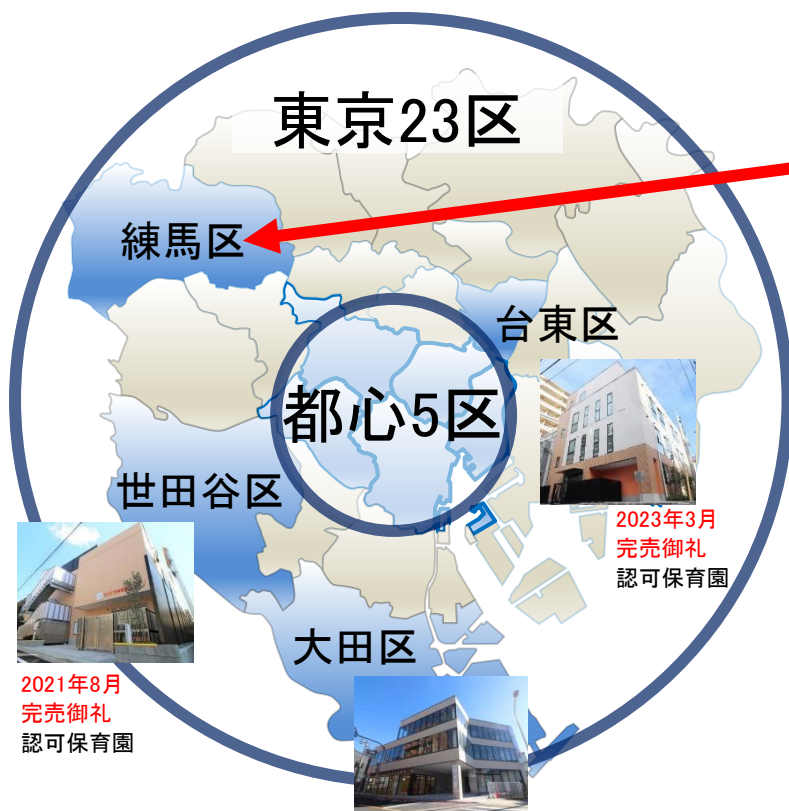 東京23区
練馬区
台東区
都心5区
世田谷区
2023年3月
完売御礼
認可保育園
大田区
2021年8月
完売御礼
認可保育園